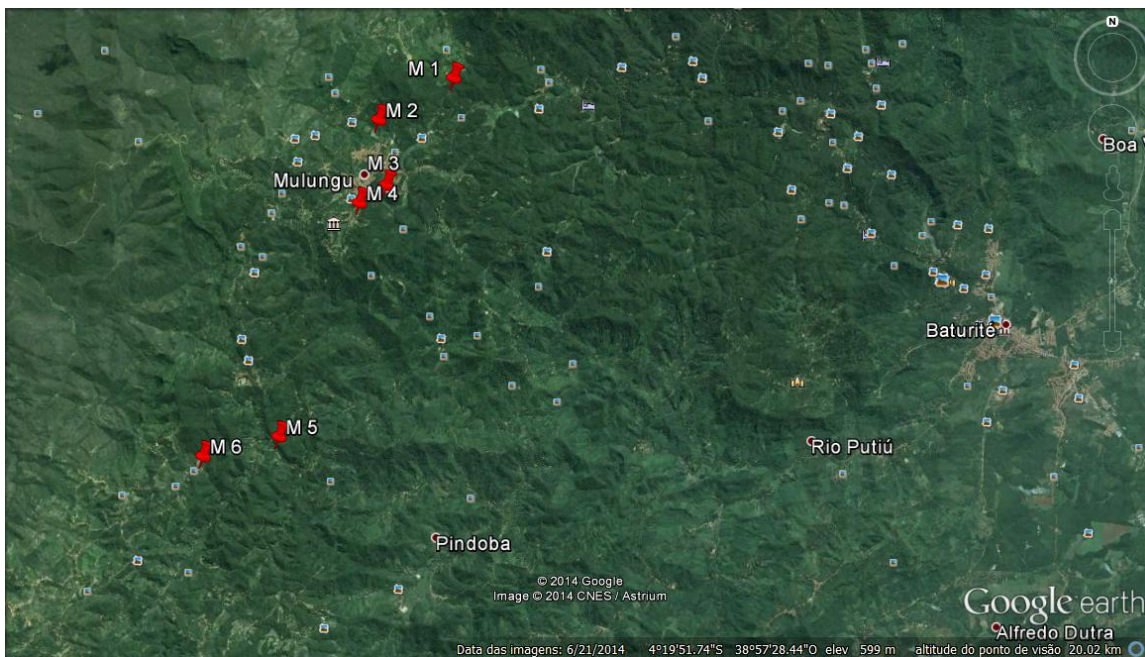 N
M 1
M 2
Boa V
M 3
Mulungu
M 4
Baturité
M 5
M 6
Rio Putiú
Pindoba
© 2014 Google
Image © 2014 CNES / Astrium
Google earth
Alfredo Dutra
Data das imagens: 6/21/2014 4°19'51.74"S 38°57'28.44"O elev 599 m altitude do ponto de visão 20.02 km